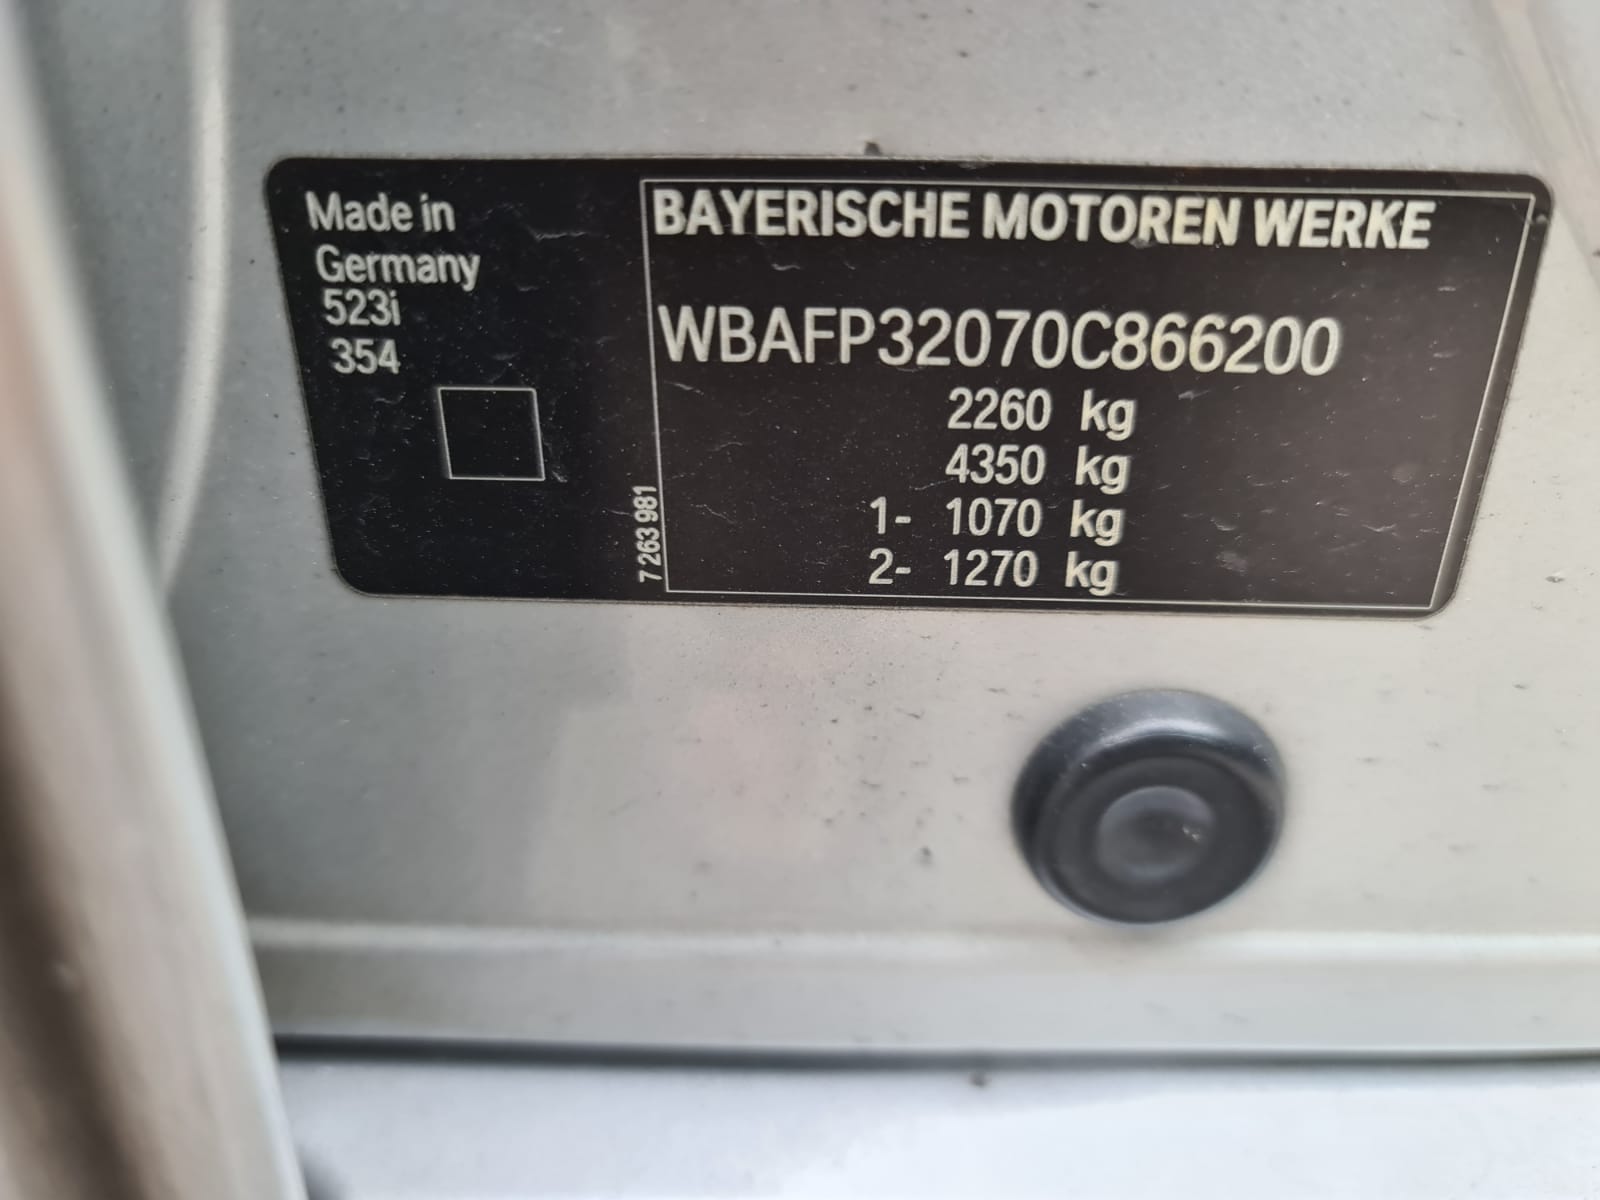 Made in
Germany
523i
354
7 263 981
BAYERISCHE MOTOREN WERKE
WBAFP32070C866200
2260 kg
4350 kg
1- 1070 kg
2- 1270 kg